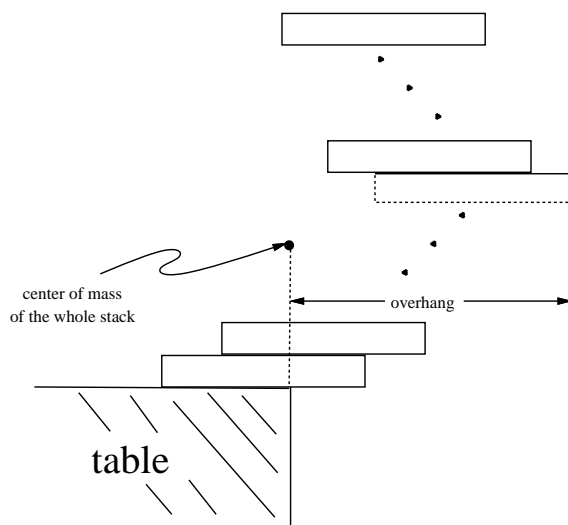 center of mass
of the whole stack
overhang
table